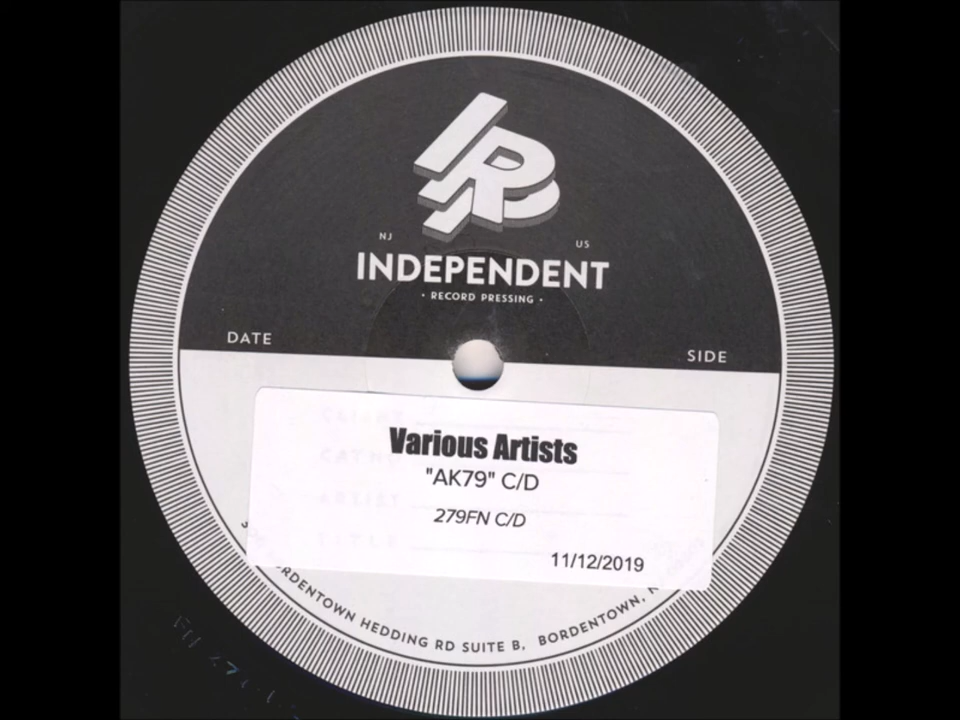 IRP
NJ
US
INDEPENDENT
• RECORD PRESSING •
DATE
SIDE
Various Artists
"AK79" C/D
279FN C/D
11/12/2019
BORDENTOWN HEDDING RD SUITE B, BORDENTOWN,